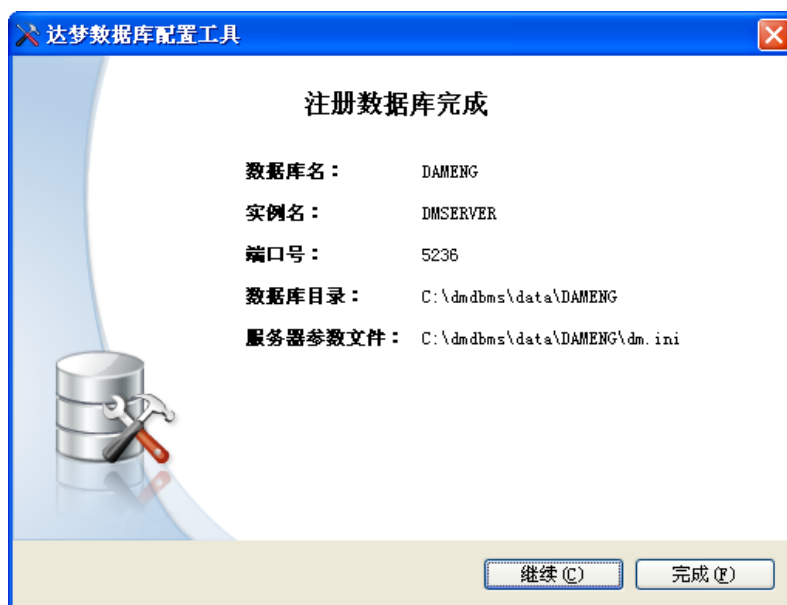 达梦数据库配置工具
注册数据库完成
数据库名： DAMENG
实例名： DMSERVER
端口号： 5236
数据库目录： C:\dmdbms\data\DAMENG
服务器参数文件： C:\dmdbms\data\DAMENG\dm.ini
继续(C) 完成(F)